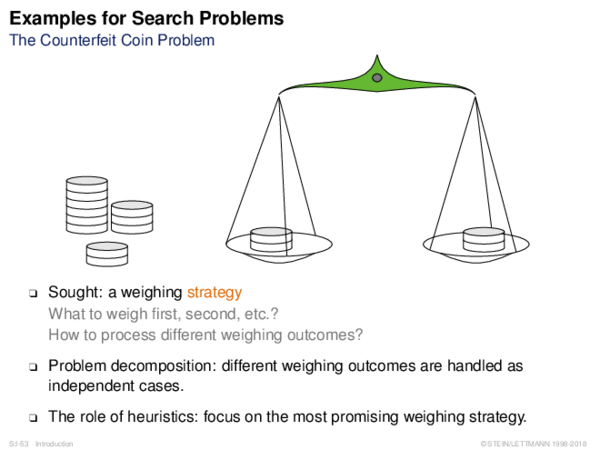 Examples for Search Problems
The Counterfeit Coin Problem
❑ Sought: a weighing strategy
What to weigh first, second, etc.?
How to process different weighing outcomes?
❑ Problem decomposition: different weighing outcomes are handled as
independent cases.
❑ The role of heuristics: focus on the most promising weighing strategy.
S:I-53 Introduction
© STEIN/LETTMANN 1998-2018